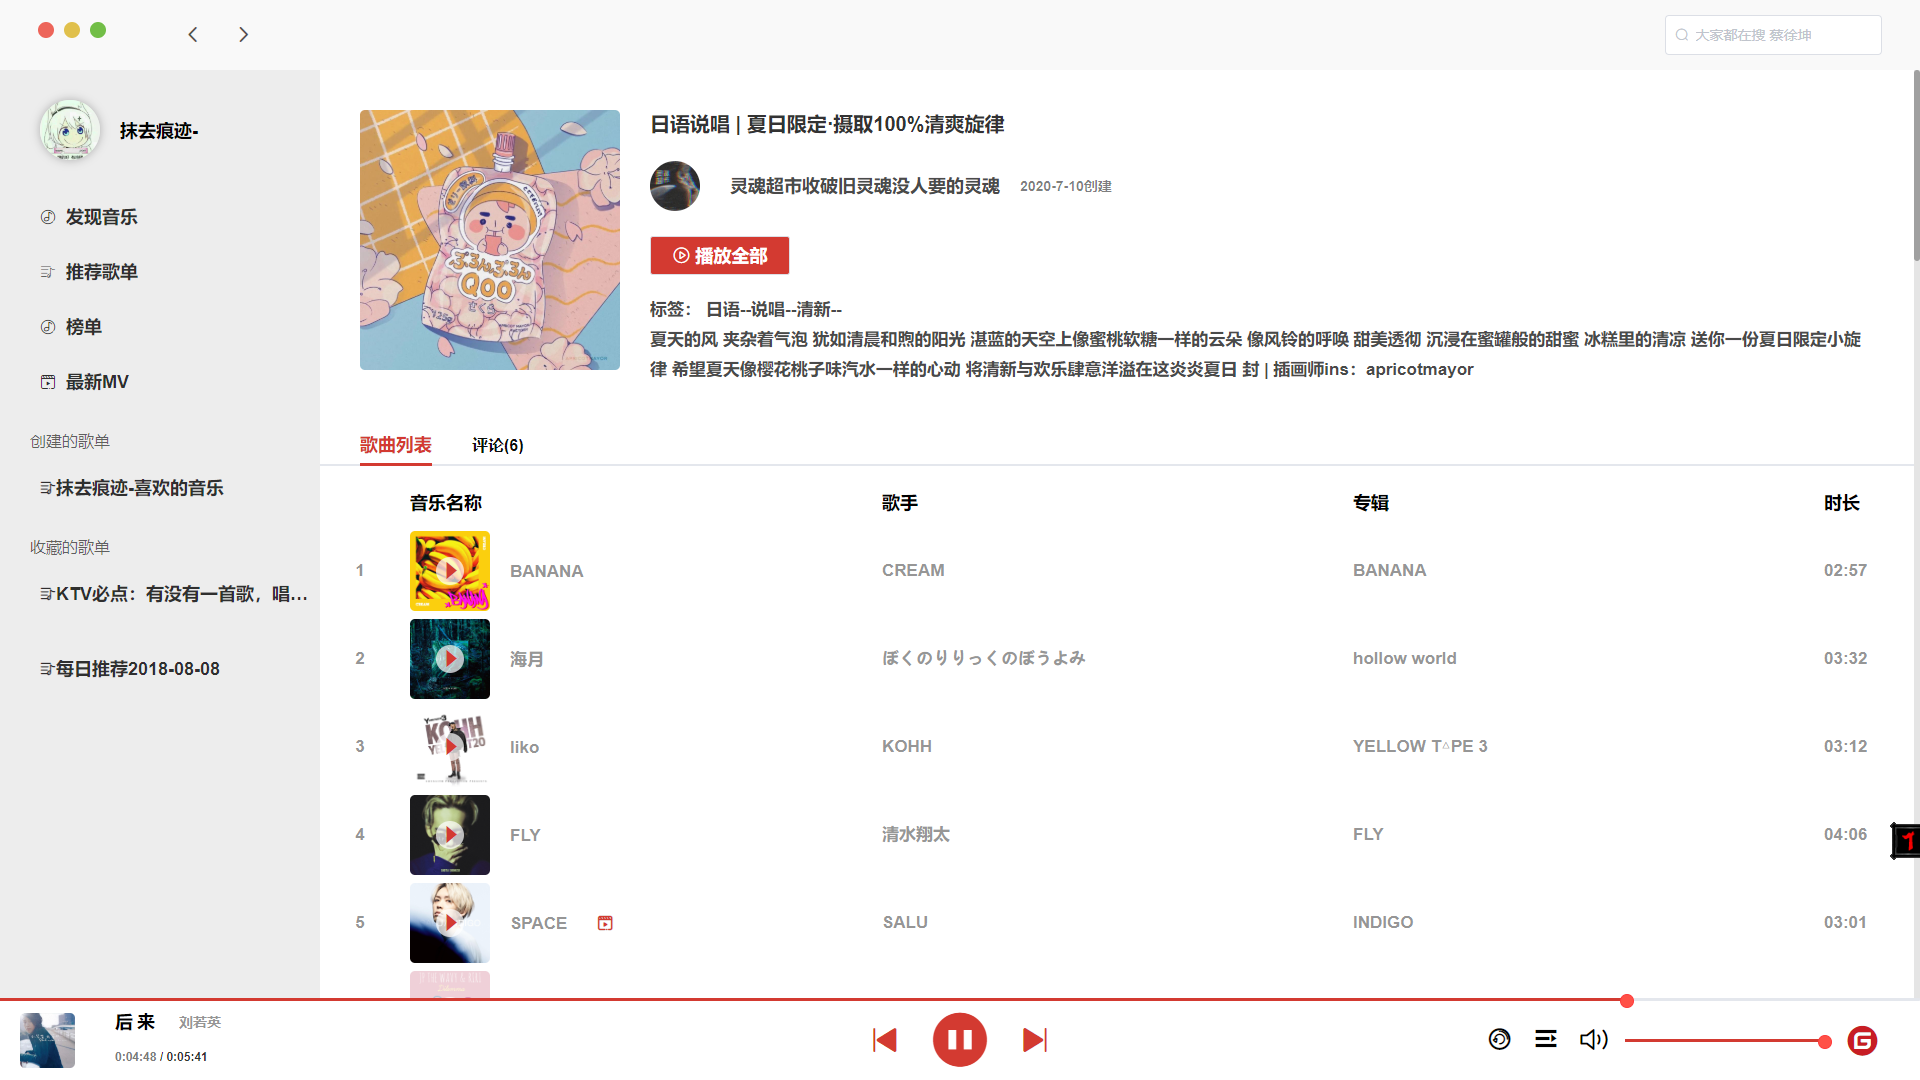 大家都在搜 蔡徐坤
抹去痕迹-
发现音乐
推荐歌单
榜单
最新MV
创建的歌单
抹去痕迹-喜欢的音乐
收藏的歌单
KTV必点：有没有一首歌，唱...
每日推荐2018-08-08
日语说唱 | 夏日限定·摄取100%清爽旋律
灵魂超市收破旧灵魂没人要的灵魂 2020-7-10创建
播放全部
标签： 日语--说唱--清新--
夏天的风 夹杂着气泡 犹如清晨和煦的阳光 湛蓝的天空上像蜜桃软糖一样的云朵 像风铃的呼唤 甜美透彻 沉浸在蜜罐般的甜蜜 冰糕里的清凉 送你一份夏日限定小旋
律 希望夏天像樱花桃子味汽水一样的心动 将清新与欢乐肆意洋溢在这炎炎夏日 封 | 插画师ins：apricotmayor
ぷるんぷるん
QOO
さくら
125g
歌曲列表 评论(6)
音乐名称 歌手 专辑 时长
1 BANANA CREAM BANANA 02:57
2 海月 ぼくのりりっくのぼうよみ hollow world 03:32
3 liko KOHH YELLOW T△PE 3 03:12
4 FLY 清水翔太 FLY 04:06
5 SPACE SALU INDIGO 03:01
后来 刘若英
0:04:48 / 0:05:41